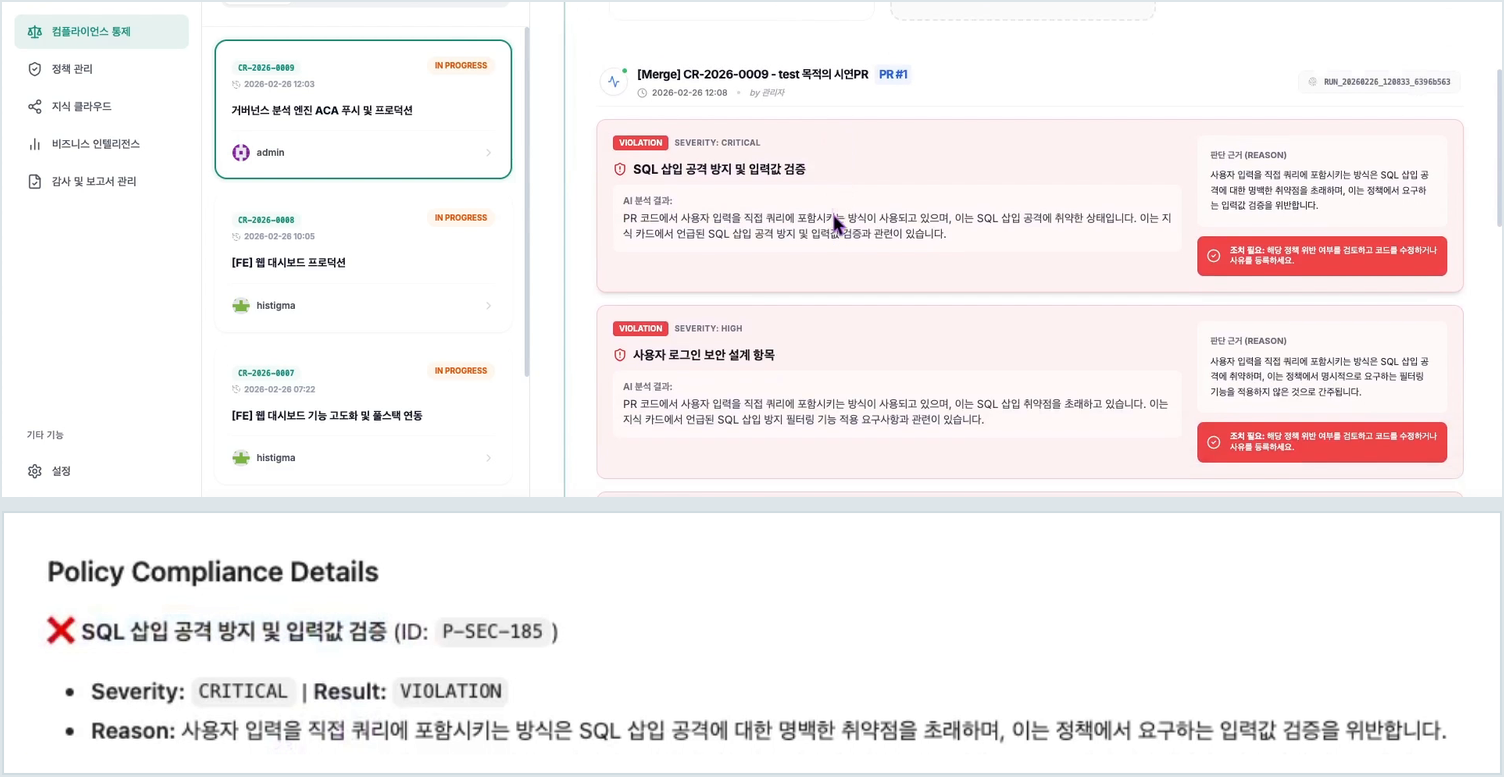 컴플라이언스 통제
정책 관리
지식 클라우드
비즈니스 인텔리전스
감사 및 보고서 관리
기타 기능
설정
CR-2026-0009
IN PROGRESS
2026-02-26 12:03
거버넌스 분석 엔진 ACA 푸시 및 프로덕션
admin
CR-2026-0008
IN PROGRESS
2026-02-26 10:05
[FE] 웹 대시보드 프로덕션
histigma
CR-2026-0007
IN PROGRESS
2026-02-26 07:22
[FE] 웹 대시보드 기능 고도화 및 풀스택 연동
histigma
[Merge] CR-2026-0009 - test 목적의 시연PR PR #1
2026-02-26 12:08 • by 관리자
RUN_20260226_120833_6396b563
VIOLATION SEVERITY: CRITICAL
SQL 삽입 공격 방지 및 입력값 검증
AI 분석 결과:
PR 코드에서 사용자 입력을 직접 쿼리에 포함시키는 방식이 사용되고 있으며, 이는 SQL 삽입 공격에 취약한 상태입니다. 이는 지
식 카드에서 언급된 SQL 삽입 공격 방지 및 입력값 검증과 관련이 있습니다.
판단 근거 (REASON)
사용자 입력을 직접 쿼리에 포함시키는 방식은 SQL 삽입 공
격에 대한 명백한 취약점을 초래하며, 이는 정책에서 요구하
는 입력값 검증을 위반합니다.
조치 필요: 해당 정책 위반 여부를 검토하고 코드를 수정하거나
사유를 등록하세요.
VIOLATION SEVERITY: HIGH
사용자 로그인 보안 설계 항목
AI 분석 결과:
PR 코드에서 사용자 입력을 직접 쿼리에 포함시키는 방식이 사용되고 있으며, 이는 SQL 삽입 취약점을 초래하고 있습니다. 이는
지식 카드에서 언급된 SQL 삽입 방지 필터링 기능 적용 요구사항과 관련이 있습니다.
판단 근거 (REASON)
사용자 입력을 직접 쿼리에 포함시키는 방식은 SQL 삽입 공
격에 취약하며, 이는 정책에서 명시적으로 요구하는 필터링
기능을 적용하지 않은 것으로 간주됩니다.
조치 필요: 해당 정책 위반 여부를 검토하고 코드를 수정하거나
사유를 등록하세요.
Policy Compliance Details
❌ SQL 삽입 공격 방지 및 입력값 검증 (ID: P-SEC-185 )
• Severity: CRITICAL | Result: VIOLATION
• Reason: 사용자 입력을 직접 쿼리에 포함시키는 방식은 SQL 삽입 공격에 대한 명백한 취약점을 초래하며, 이는 정책에서 요구하는 입력값 검증을 위반합니다.